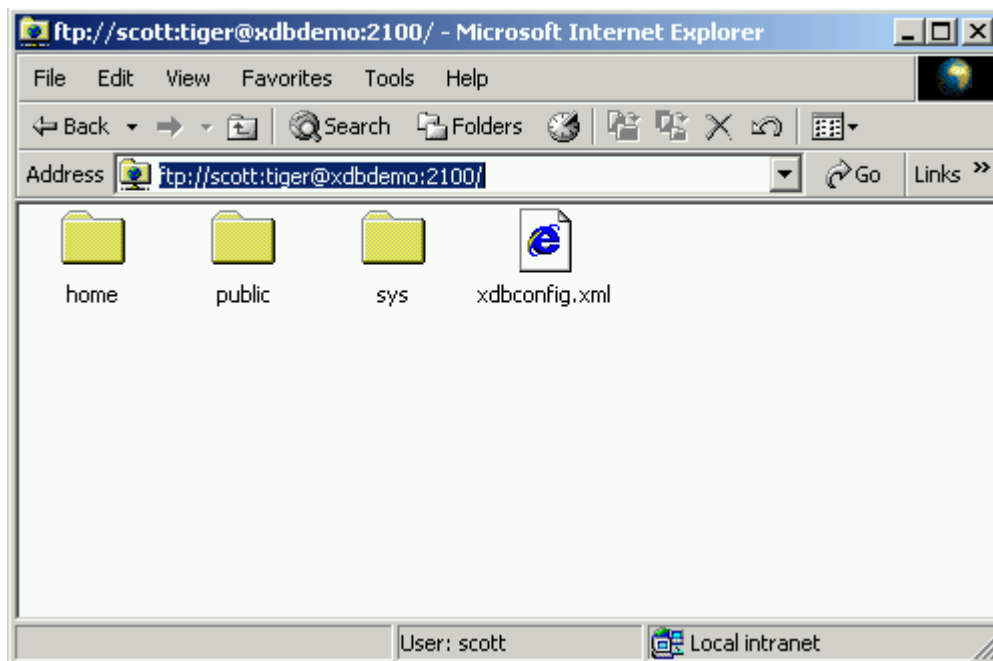 ftp://scott:tiger@xdbdemo:2100/ - Microsoft Internet Explorer
File Edit View Favorites Tools Help
Back Search Folders
Address ftp://scott:tiger@xdbdemo:2100/ Go Links »
home public sys xdbconfig.xml
User: scott Local intranet